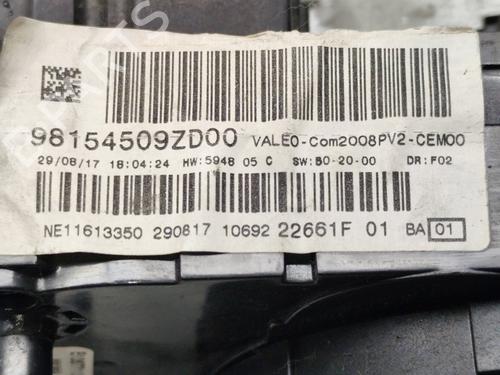 98154509ZD00 VALEO-Com2008PV2-CEM00
29/08/17 18:04:24 HW:5948 05 C SW:50-20-00 DR:F02
NE11613350 290817 10692 22661F 01 BA 01